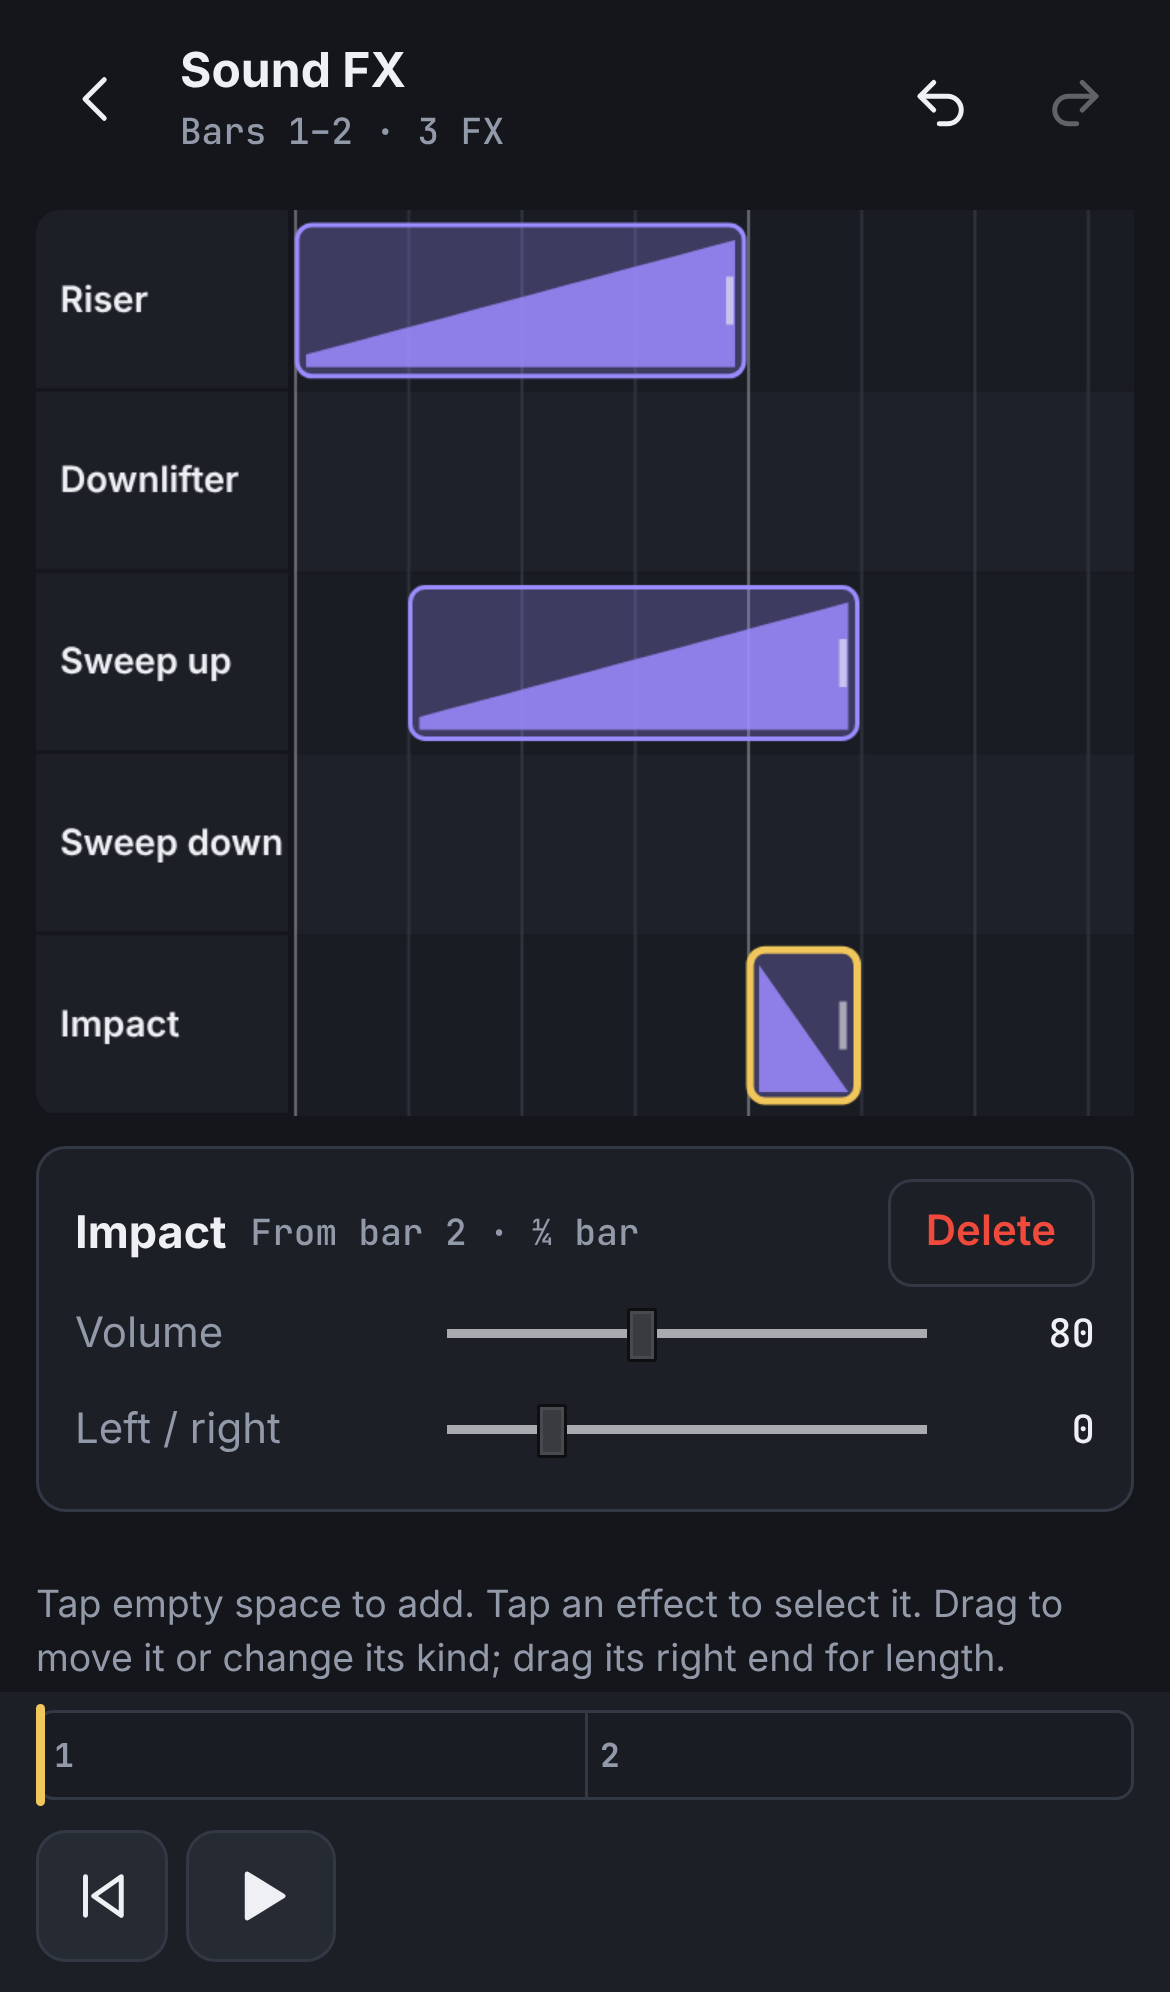 Sound FX
Bars 1–2 · 3 FX
Riser
Downlifter
Sweep up
Sweep down
Impact
Impact From bar 2 · ¼ bar
Delete
Volume 80
Left / right 0
Tap empty space to add. Tap an effect to select it. Drag to
move it or change its kind; drag its right end for length.
1 2